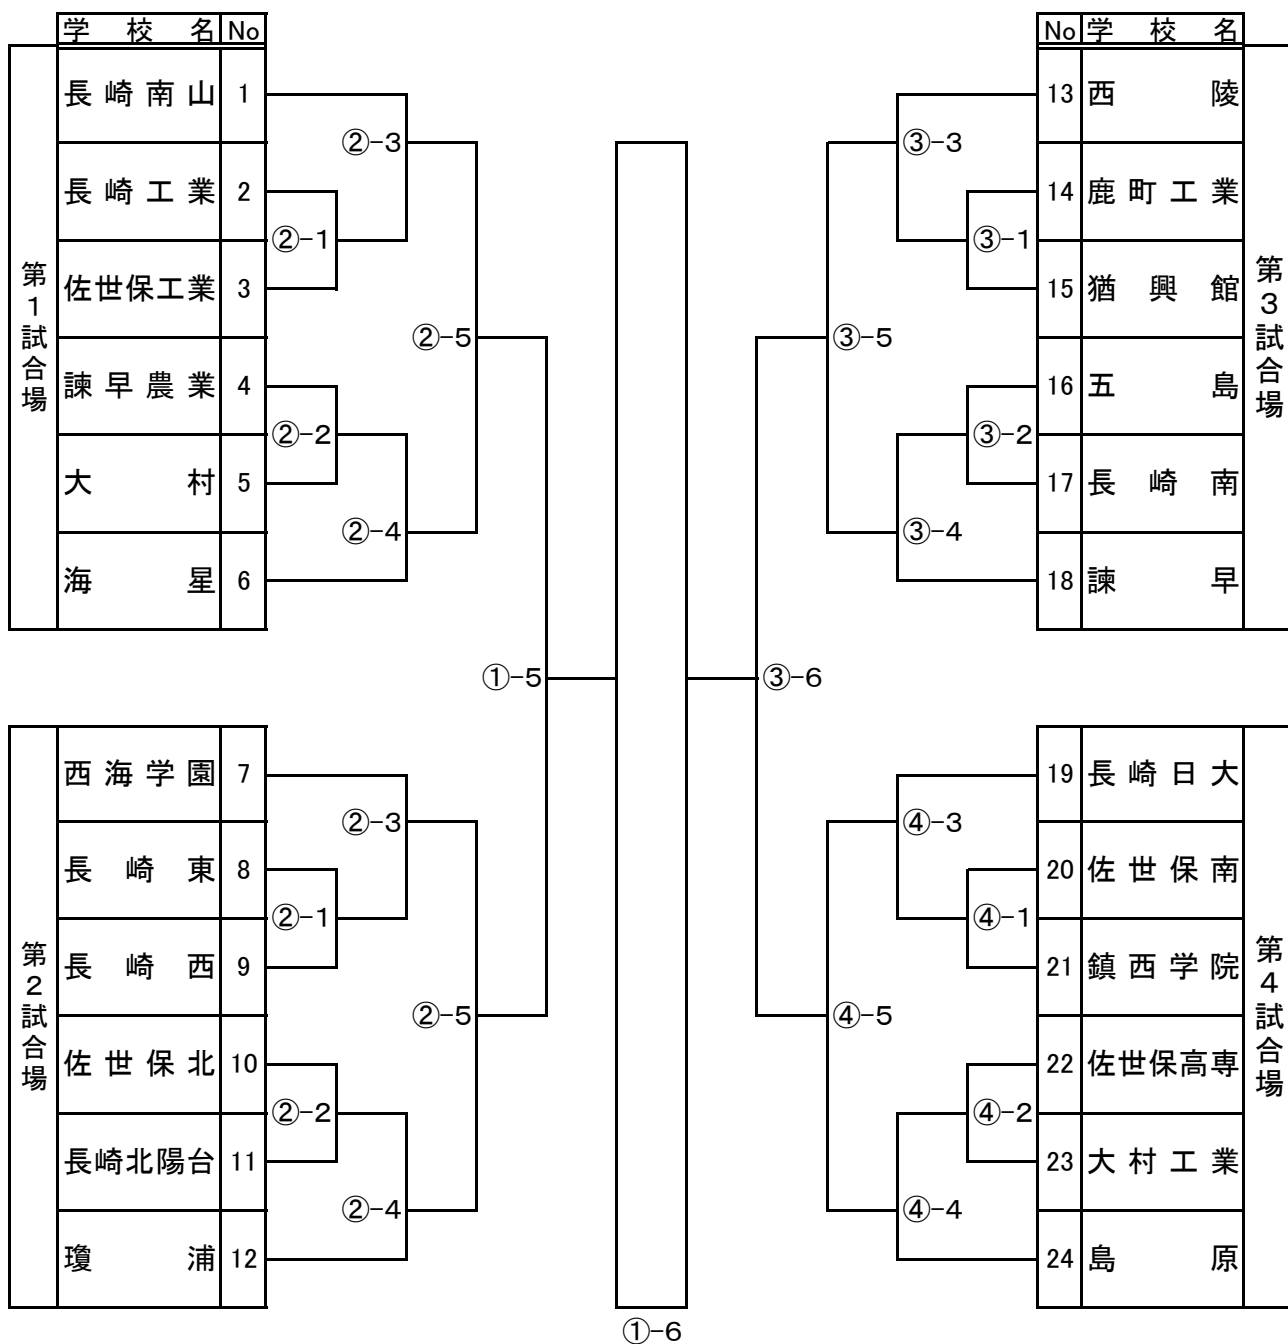 学校名 No
長崎南山 1
長崎工業 2
佐世保工業 3
諫早農業 4
大村 5
海星 6
第1試合場
②-3
②-1
②-5
②-2
②-4
①-5
西海学園 7
長崎東 8
長崎西 9
佐世保北 10
長崎北陽台 11
瓊浦 12
第2試合場
②-3
②-1
②-5
②-2
②-4
①-6
No 学校名
13 西陵
14 鹿町工業
15 猶興館
16 五島
17 長崎南
18 諫早
第3試合場
③-3
③-1
③-5
③-2
③-4
③-6
19 長崎日大
20 佐世保南
21 鎮西学院
22 佐世保高専
23 大村工業
24 島原
第4試合場
④-3
④-1
④-5
④-2
④-4